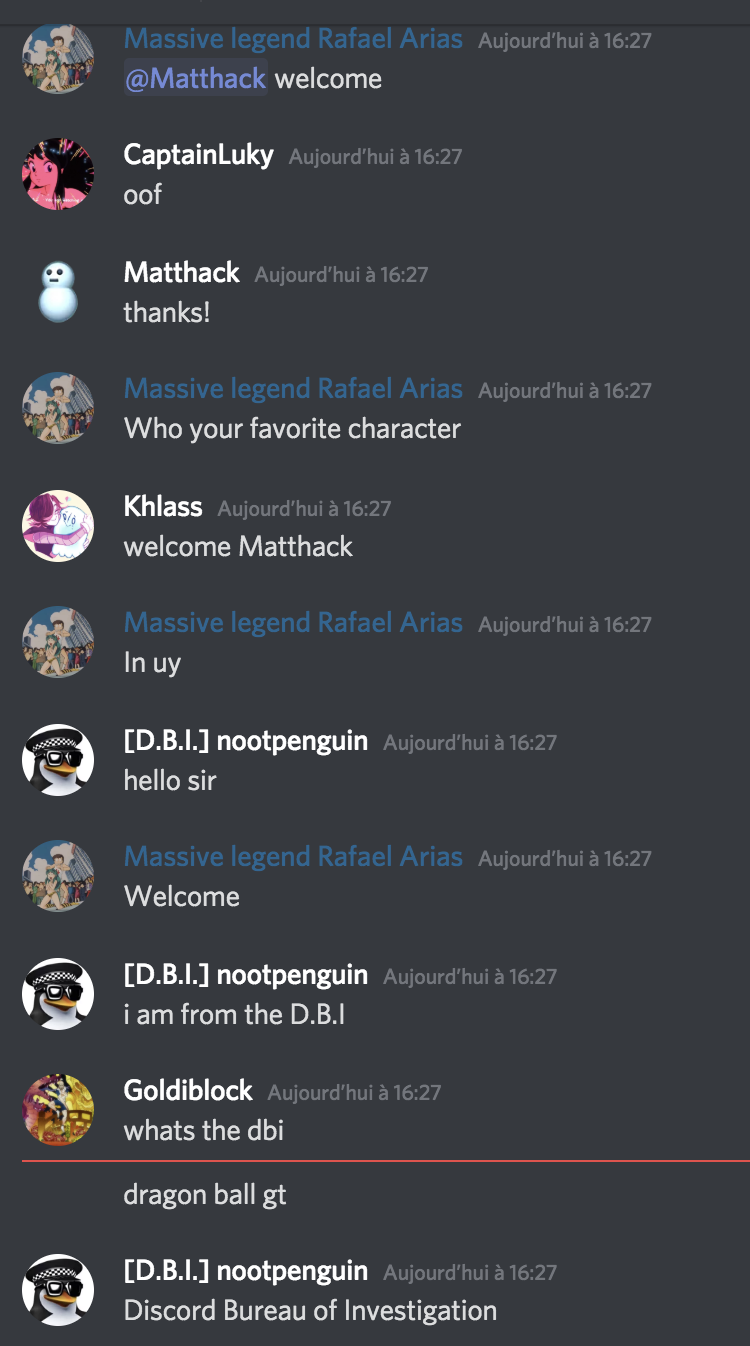 Massive legend Rafael Arias Aujourd'hui à 16:27
@Matthack welcome
CaptainLuky Aujourd'hui à 16:27
oof
Matthack Aujourd'hui à 16:27
thanks!
Massive legend Rafael Arias Aujourd'hui à 16:27
Who your favorite character
Khlass Aujourd'hui à 16:27
welcome Matthack
Massive legend Rafael Arias Aujourd'hui à 16:27
In uy
[D.B.I.] nootpenguin Aujourd'hui à 16:27
hello sir
Massive legend Rafael Arias Aujourd'hui à 16:27
Welcome
[D.B.I.] nootpenguin Aujourd'hui à 16:27
i am from the D.B.I
Goldiblock Aujourd'hui à 16:27
whats the dbi
dragon ball gt
[D.B.I.] nootpenguin Aujourd'hui à 16:27
Discord Bureau of Investigation